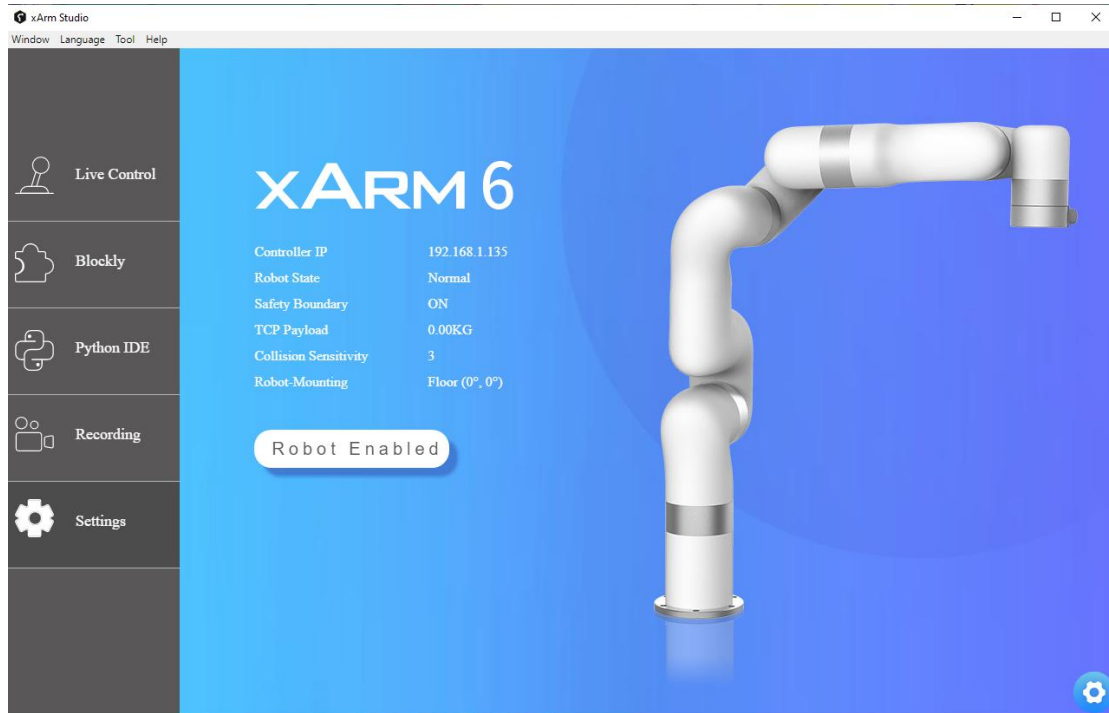 xArm Studio
Window Language Tool Help
Live Control
Blockly
Python IDE
Recording
Settings
xARM 6
Controller IP 192.168.1.135
Robot State Normal
Safety Boundary ON
TCP Payload 0.00KG
Collision Sensitivity 3
Robot-Mounting Floor (0°, 0°)
Robot Enabled